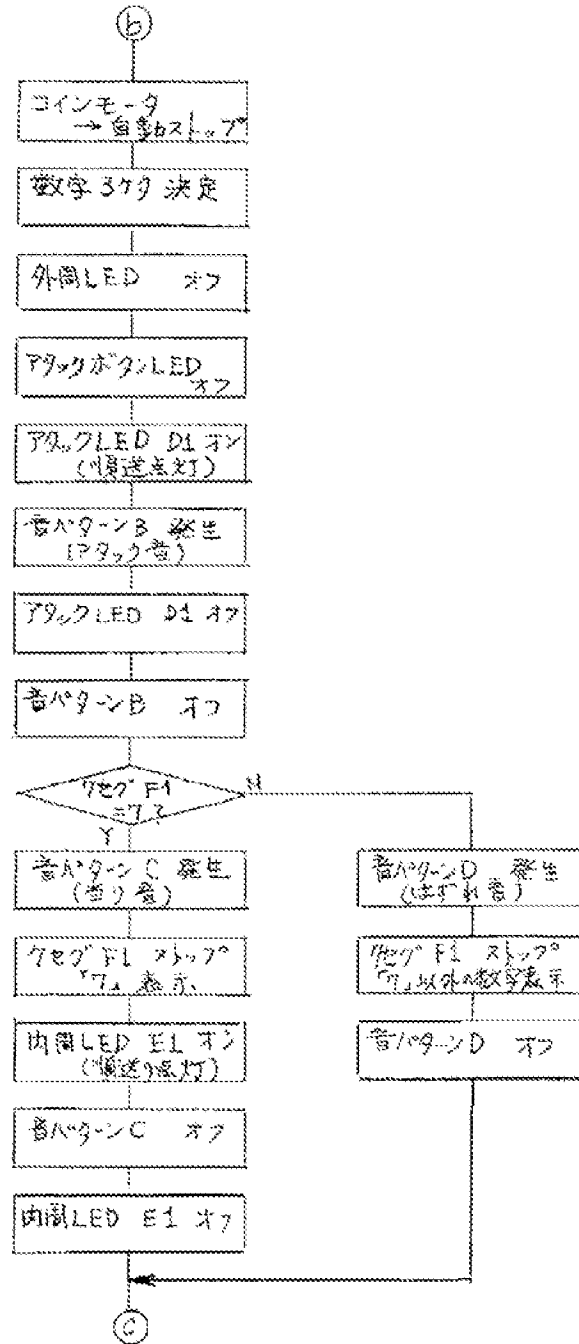 b
コインモータ
→ 自動ストップ
数字3ケタ 決定
外周LED オフ
アタックボタンLED
オフ
アタックLED D1 オン
(順送点灯)
音パターンB 発生
(アタック音)
アタックLED D1 オフ
音パターンB オフ
7セグ F1
=7?
N
Y
音パターンC 発生
(当り音)
7セグ F1 ストップ
「7」表示
内周LED E1 オン
(順送り点灯)
音パターンC オフ
内周LED E1 オフ
音パターンD 発生
(はずれ音)
7セグ F1 ストップ
「7」以外の数字表示
音パターンD オフ
c